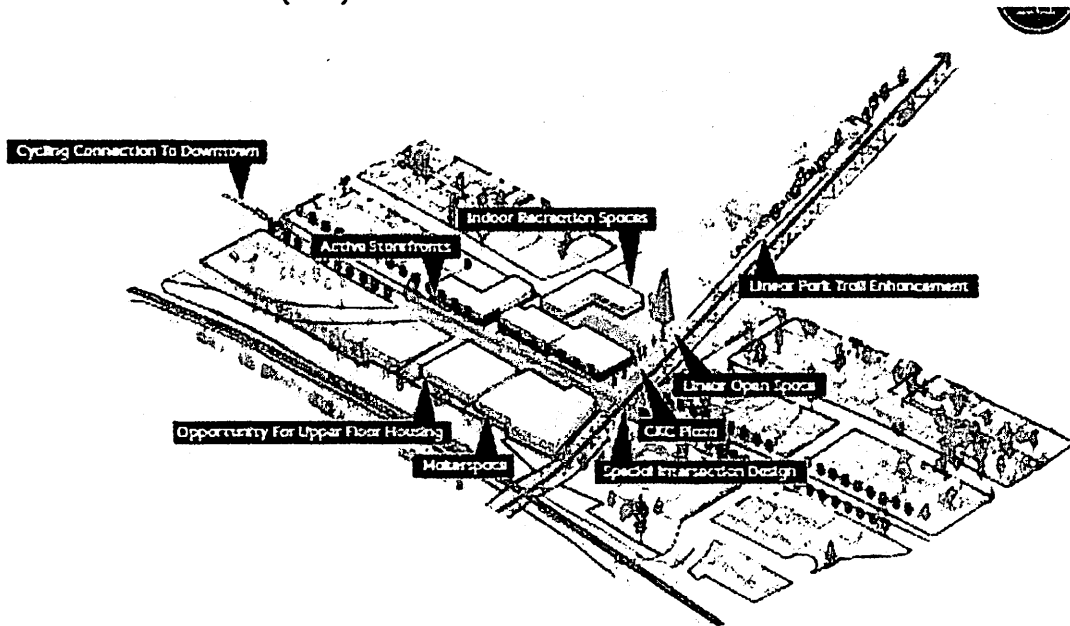 Cycling Connection To Downtown
Indoor Recreation Spaces
Active Storefronts
Linear Park Trail Enhancement
Linear Open Space
Opportunity For Upper Floor Housing
CKC Plaza
Makerspace
Special Intersection Design